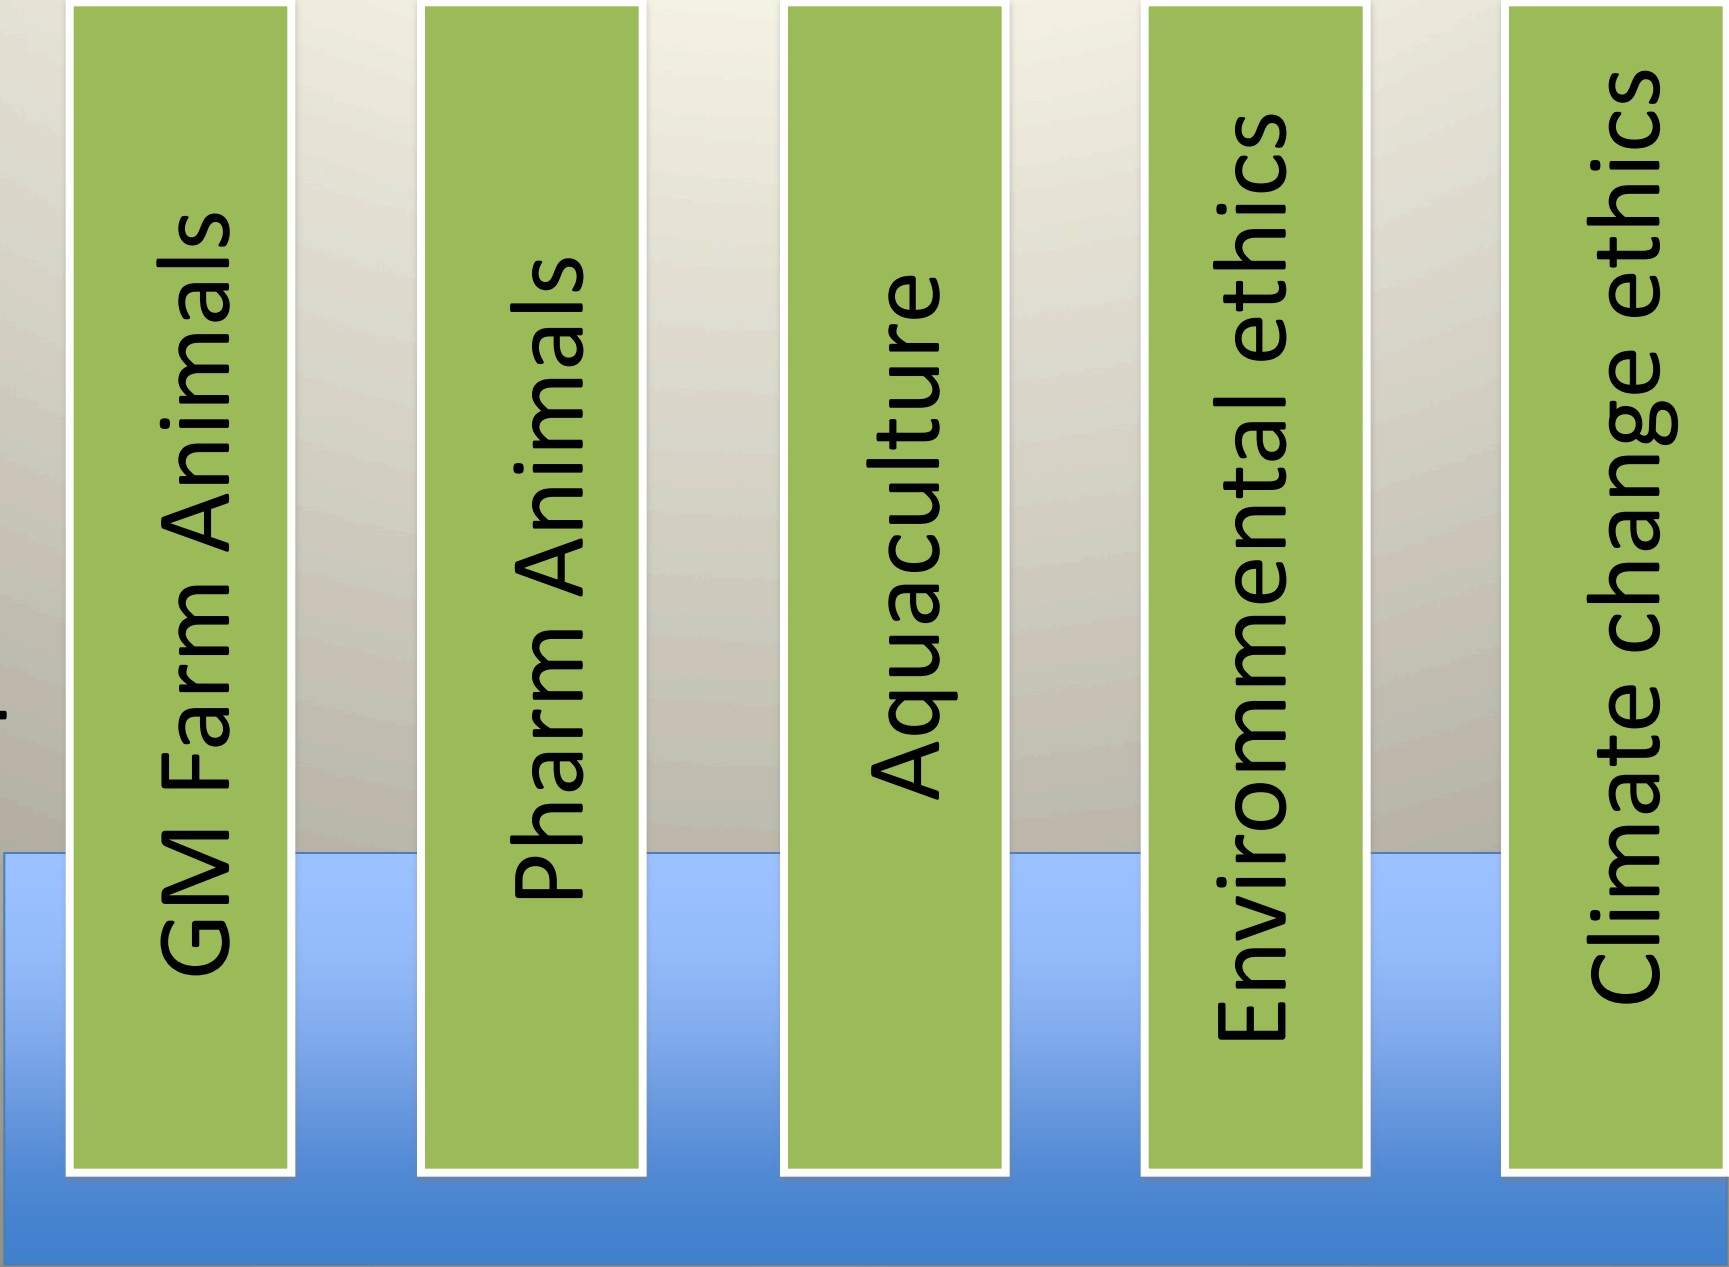 GM Farm Animals
Pharm Animals
Aquaculture
Envirommental ethics
Climate change ethics